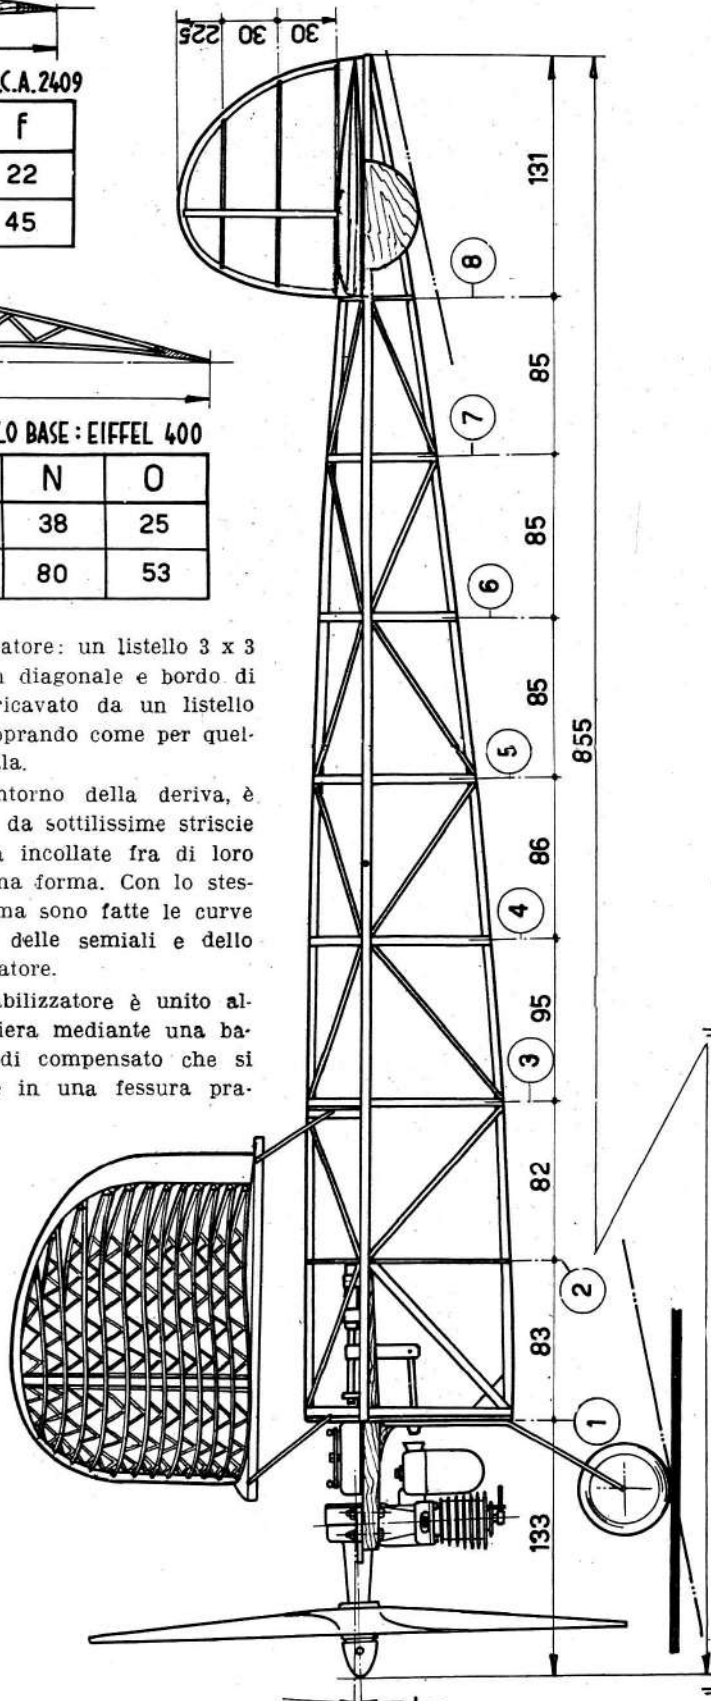 22,5 30 30
.C.A. 2409
f
22
45
LO BASE : EIFFEL 400
N O
38 25
80 53
atore: un listello 3 x 3
n diagonale e bordo di
ricavato da un listello
oprando come per quel-
la.
ntorno della deriva, è
da sottilissime striscie
a incollate fra di loro
na forma. Con lo stes-
ma sono fatte le curve
delle semiali e dello
atore.
abilizzatore è unito al-
iera mediante una ba-
di compensato che si
e in una fessura pra-
131
8
85
7
85
6
85
5
855
86
4
95
3
82
2
83
1
133